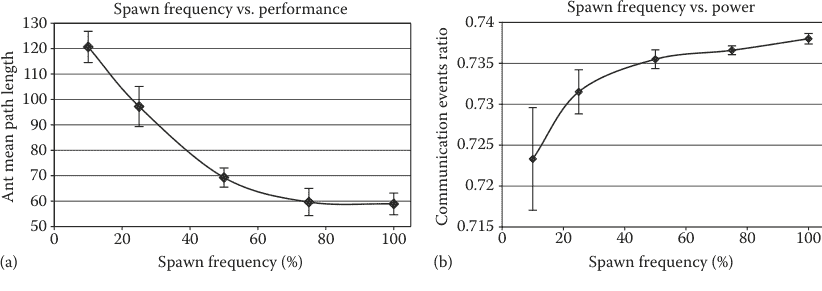 Spawn frequency vs. performance
130
120
110
100
90
80
70
60
50
Ant mean path length
0 20 40 60 80 100
Spawn frequency (%)
(a)
Spawn frequency vs. power
0.74
0.735
0.73
0.725
0.72
0.715
Communication events ratio
0 20 40 60 80 100
Spawn frequency (%)
(b)